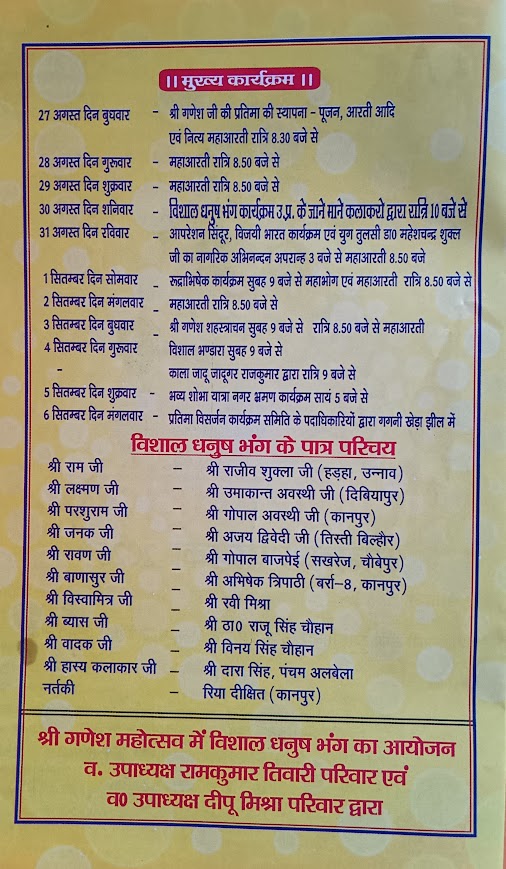 ।। मुख्य कार्यक्रम ।।
27 अगस्त दिन बुधवार - श्री गणेश जी की प्रतिमा की स्थापना - पूजन, आरती आदि
एवं नित्य महाआरती रात्रि 8.30 बजे से
28 अगस्त दिन गुरूवार - महाआरती रात्रि 8.50 बजे से
29 अगस्त दिन शुक्रवार - महाआरती रात्रि 8.50 बजे से
30 अगस्त दिन शनिवार - विशाल धनुष भंग कार्यक्रम उ.प्र. के जाने माने कलाकरो द्वारा रात्रि 10 बजे से
31 अगस्त दिन रविवार - आपरेशन सिंदूर, विजयी भारत कार्यक्रम एवं युग तुलसी डा0 महेशचन्द्र शुक्ल
जी का नागरिक अभिनन्दन अपरान्ह 3 बजे से महाआरती 8.50 बजे से
1 सितम्बर दिन सोमवार - रूद्राभिषेक कार्यक्रम सुबह 9 बजे से महाभोग एवं महाआरती रात्रि 8.50 बजे से
2 सितम्बर दिन मंगलवार - महाआरती रात्रि 8.50 बजे से
3 सितम्बर दिन बुधवार - श्री गणेश शहस्त्राचन सुबह 9 बजे से रात्रि 8.50 बजे से महाआरती
4 सितम्बर दिन गुरूवार विशाल भण्डारा सुबह 9 बजे से
- काला जादू जादूगर राजकुमार द्वारा रात्रि 9 बजे से
5 सितम्बर दिन शुक्रवार - भव्य शोभा यात्रा नगर भ्रमण कार्यक्रम सायं 5 बजे से
6 सितम्बर दिन मंगलवार - प्रतिमा विसर्जन कार्यक्रम समिति के पदाधिकारियों द्वारा गगनी खेड़ा झील में
विशाल धनुष भंग के पात्र परिचय
श्री राम जी - श्री राजीव शुक्ला जी (हड़हा, उन्नाव)
श्री लक्ष्मण जी - श्री उमाकान्त अवस्थी जी (दिबियापुर)
श्री परशुराम जी - श्री गोपाल अवस्थी जी (कानपुर)
श्री जनक जी - श्री अजय द्विवेदी जी (तिस्ती बिल्हौर)
श्री रावण जी - श्री गोपाल बाजपेई (सखरेज, चौबेपुर)
श्री बाणासुर जी - श्री अभिषेक त्रिपाठी (बर्रा-8, कानपुर)
श्री विस्वामित्र जी - श्री रवी मिश्रा
श्री ब्यास जी - श्री ठा0 राजू सिंह चौहान
श्री वादक जी - श्री विनय सिंह चौहान
श्री हास्य कलाकार जी - श्री दारा सिंह, पंचम अलबेला
नर्तकी - रिया दीक्षित (कानपुर)
श्री गणेश महोत्सव में विशाल धनुष भंग का आयोजन
व. उपाध्यक्ष रामकुमार तिवारी परिवार एवं
व0 उपाध्यक्ष दीपू मिश्रा परिवार द्वारा